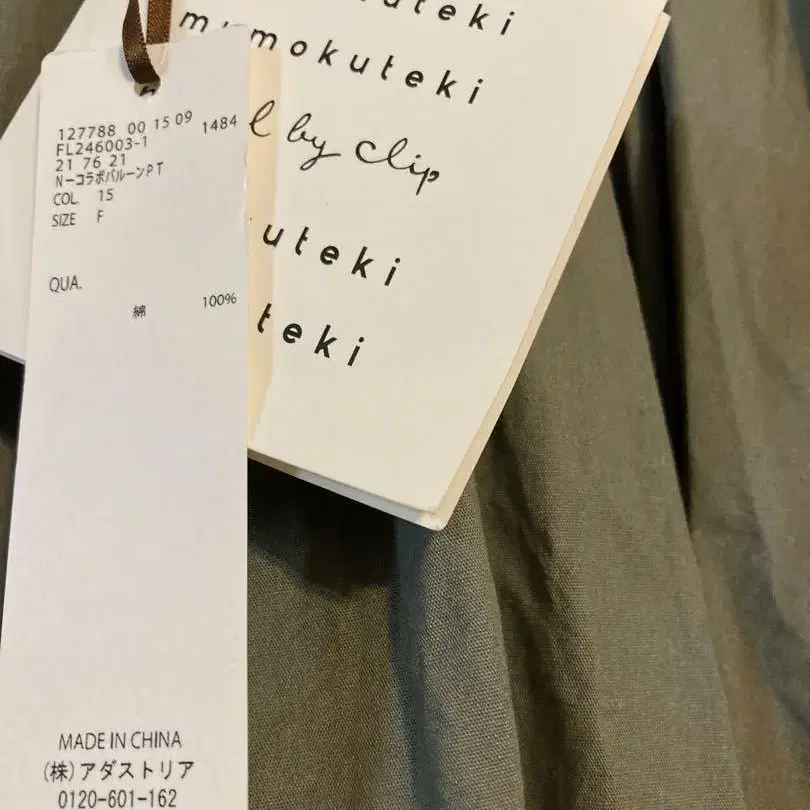 uteki
mumokuteki
l by clip
uteki
teki
127788 00 15 09 1484
FL246003-1
21 76 21
NーコラボバルーンPT
COL. 15
SIZE F
QUA.
綿 100%
MADE IN CHINA
(株)アダストリア
0120-601-162